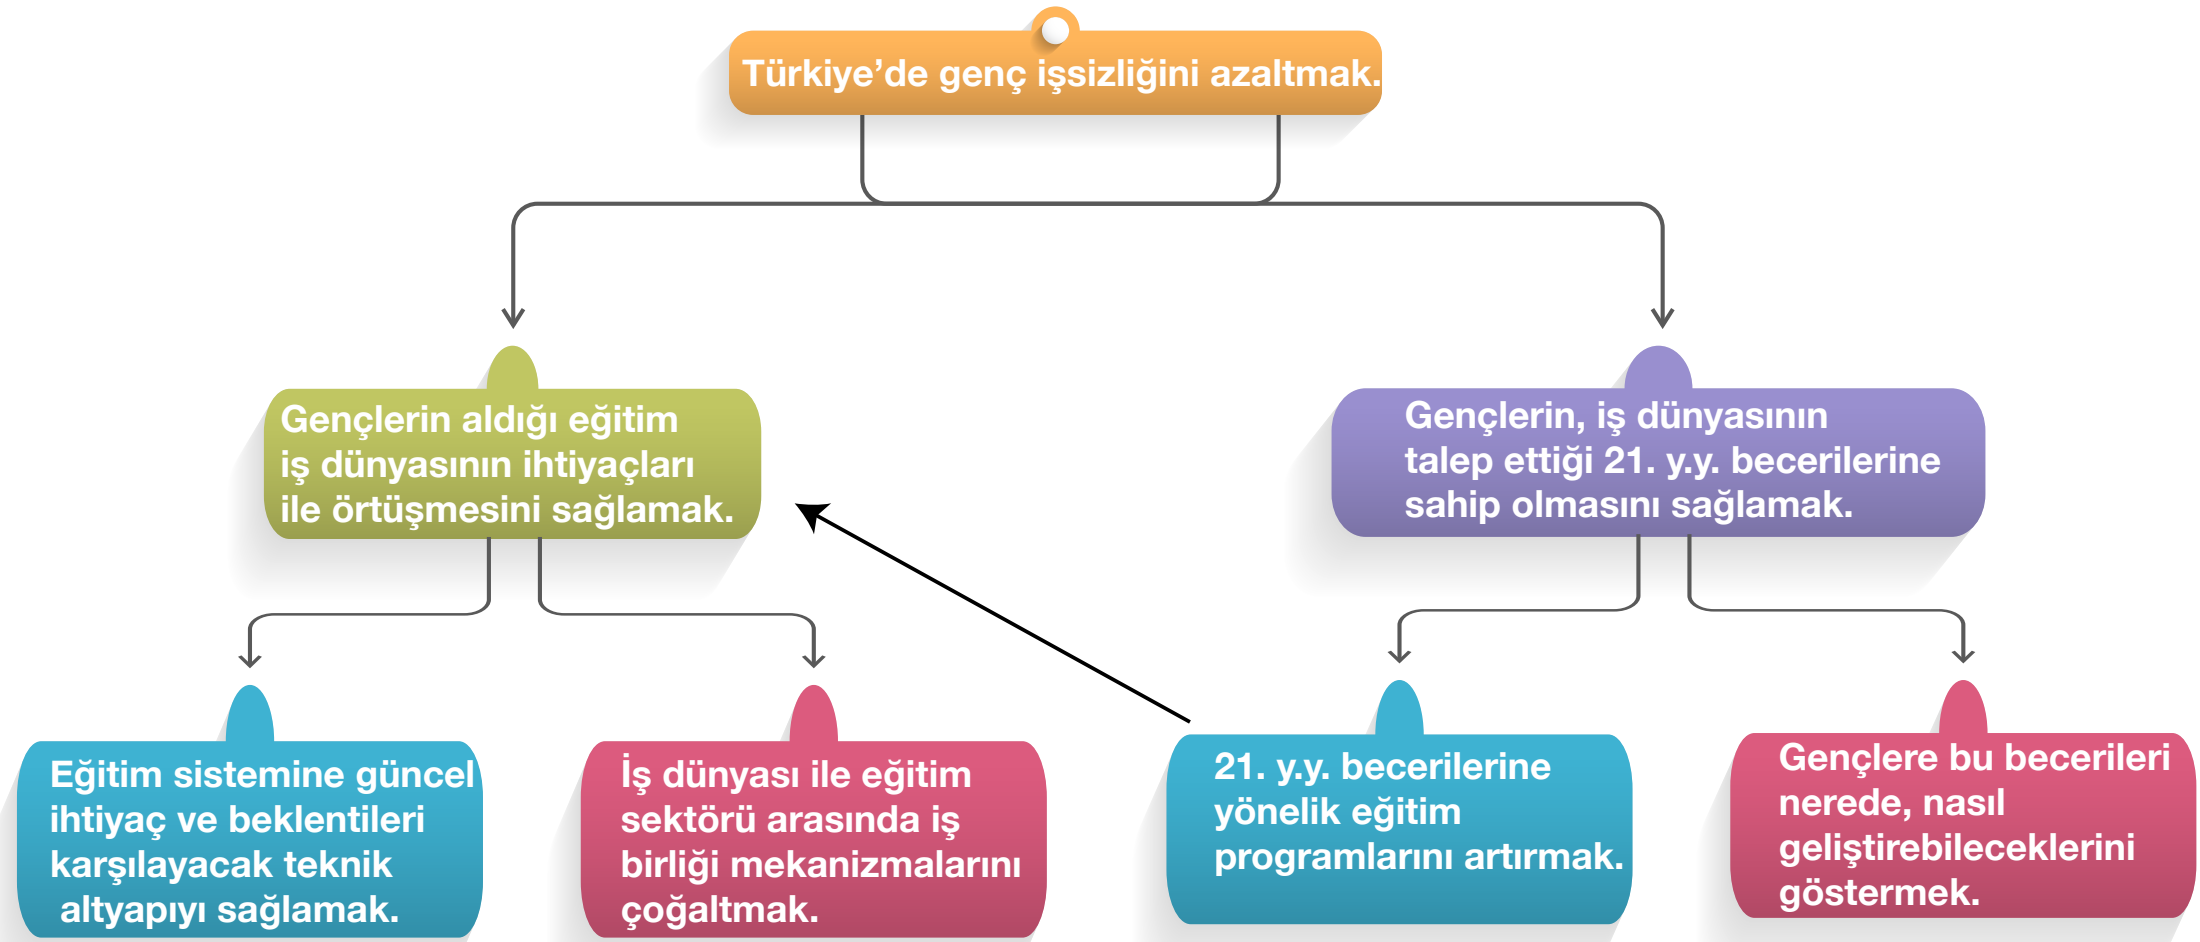 Türkiye’de genç işsizliğini azaltmak.
Gençlerin aldığı eğitim
iş dünyasının ihtiyaçları
ile örtüşmesini sağlamak.
Gençlerin, iş dünyasının
talep ettiği 21. y.y. becerilerine
sahip olmasını sağlamak.
Eğitim sistemine güncel
ihtiyaç ve beklentileri
karşılayacak teknik
altyapıyı sağlamak.
İş dünyası ile eğitim
sektörü arasında iş
birliği mekanizmalarını
çoğaltmak.
21. y.y. becerilerine
yönelik eğitim
programlarını artırmak.
Gençlere bu becerileri
nerede, nasıl
geliştirebileceklerini
göstermek.